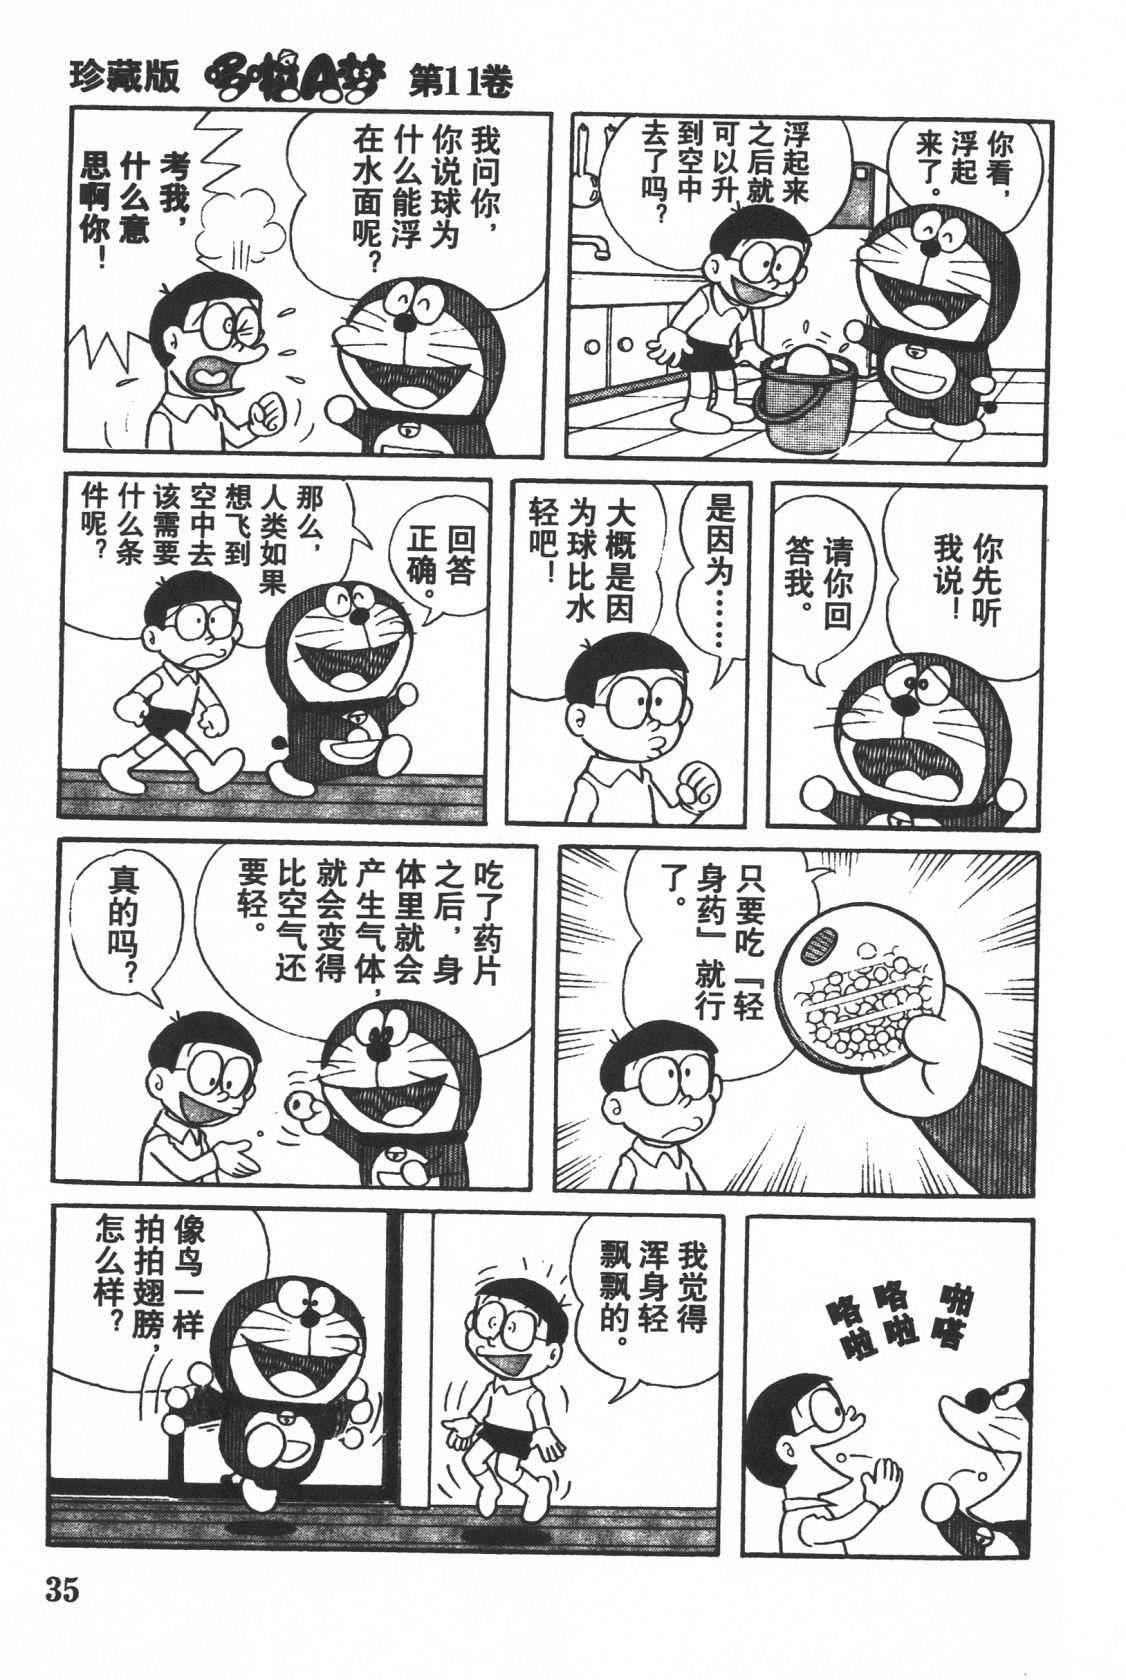 珍藏版 哆啦A梦 第11卷
你看，
浮起
来了。
浮起来
之后就
可以升
到空中
去了吗？
我问你，
你说球为
什么能浮
在水面呢？
考我，
什么意
思啊你！
你先听
我说！
请你回
答我。
是因为……
大概是因
为球比水
轻吧！
回答
正确。
那么，
人类如果
想飞到
空中去
该需要
什么条
件呢？
只要吃『轻
身药』就行
了。
吃了药片
之后，身
体里就会
产生气体，
就会变得
比空气还
要轻。
真的吗？
啪嗒
咯啦
咯啦
我觉得
浑身轻
飘飘的。
像鸟一样
拍拍翅膀，
怎么样？
35